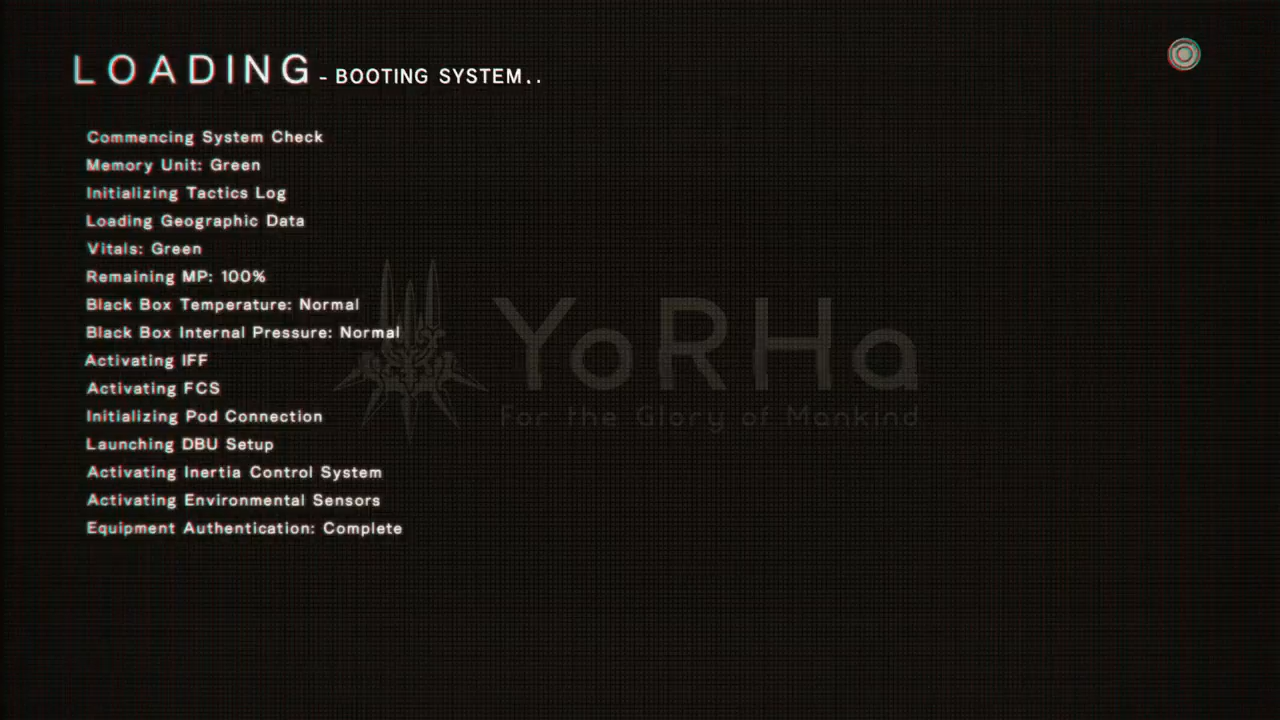 LOADING - BOOTING SYSTEM..
Commencing System Check
Memory Unit: Green
Initializing Tactics Log
Loading Geographic Data
Vitals: Green
Remaining MP: 100%
Black Box Temperature: Normal
Black Box Internal Pressure: Normal
Activating IFF
Activating FCS
Initializing Pod Connection
Launching DBU Setup
Activating Inertia Control System
Activating Environmental Sensors
Equipment Authentication: Complete
YoRHa
For the Glory of Mankind